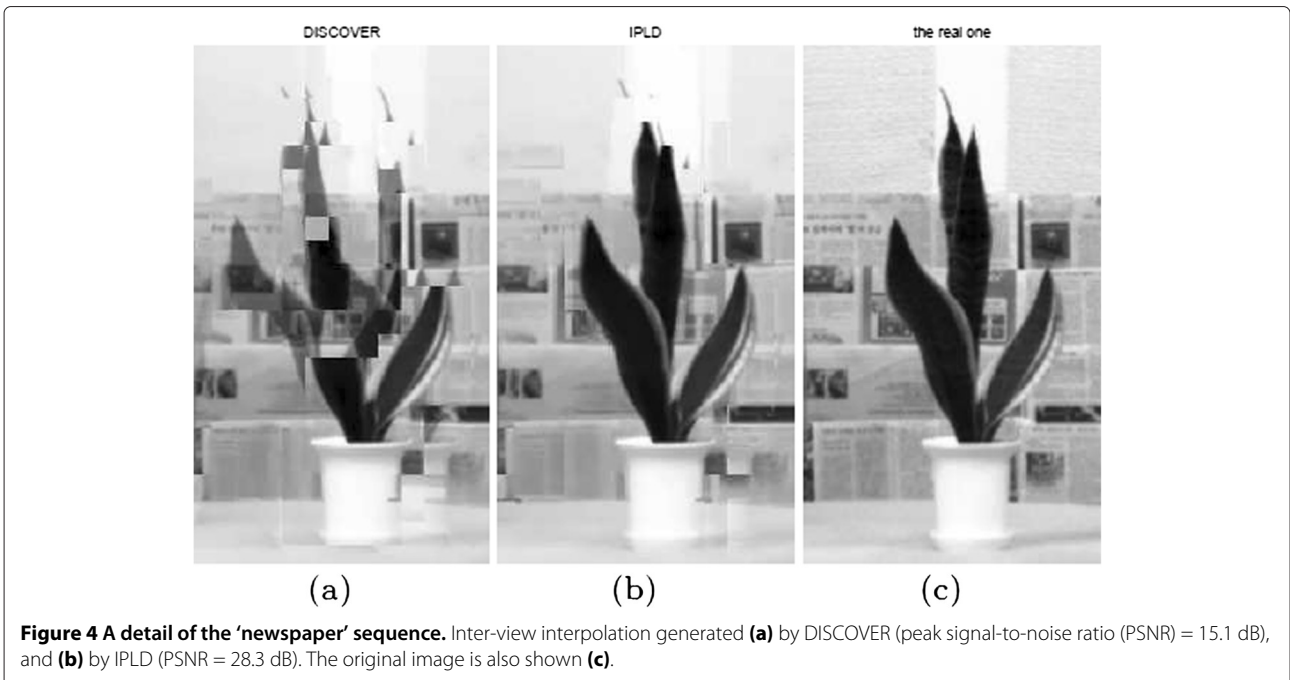 DISCOVER
IPLD
the real one
(a)
(b)
(c)
Figure 4 A detail of the ‘newspaper’ sequence. Inter-view interpolation generated (a) by DISCOVER (peak signal-to-noise ratio (PSNR) = 15.1 dB),
and (b) by IPLD (PSNR = 28.3 dB). The original image is also shown (c).